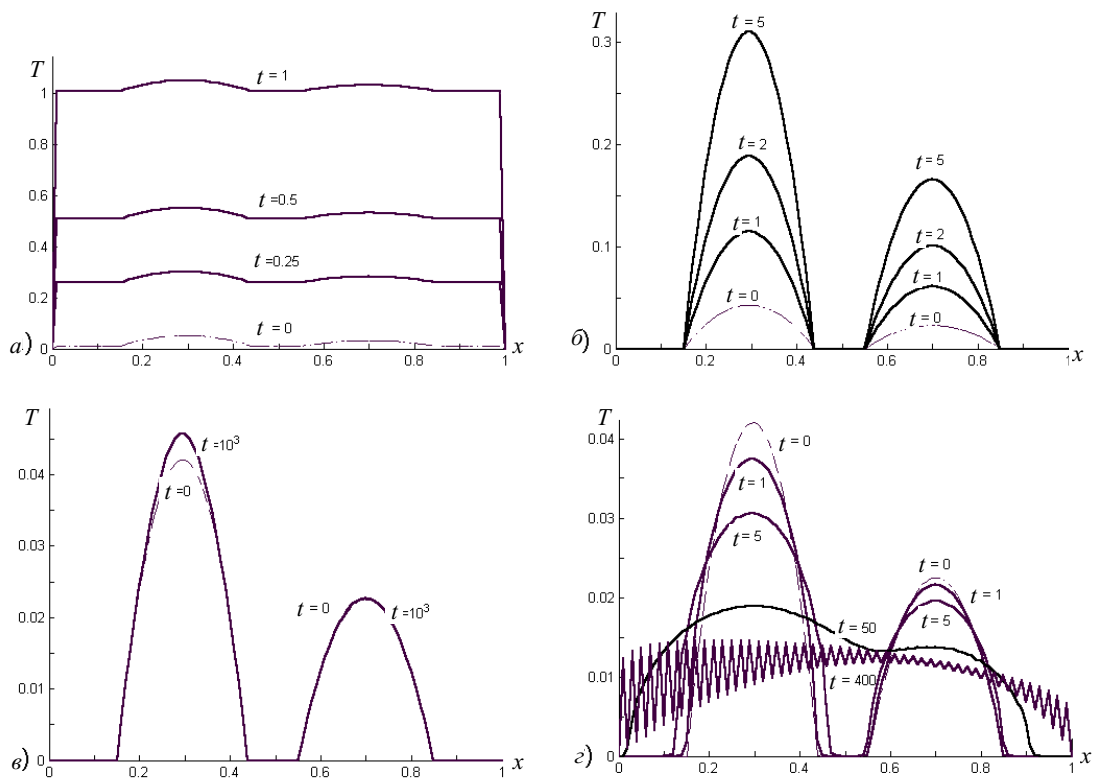 T
t = 1
1
0.8
0.6
t =0.5
0.4
t =0.25
0.2
t =0
а)
0
0.2
0.4
0.6
0.8
1
x
T
t = 5
0.3
t = 2
0.2
t = 5
t = 1
t = 2
0.1
t = 1
t = 0
t = 0
б)
0
0.2
0.4
0.6
0.8
1
x
T
t =10³
0.04
t =0
0.03
t = 0
t =10³
0.02
0.01
в)
0
0.2
0.4
0.6
0.8
1
x
T
0.04
t = 0
t = 1
0.03
t = 5
t = 0
t = 1
0.02
t = 5
t = 50
0.01
t = 400
г)
0
0.2
0.4
0.6
0.8
1
x